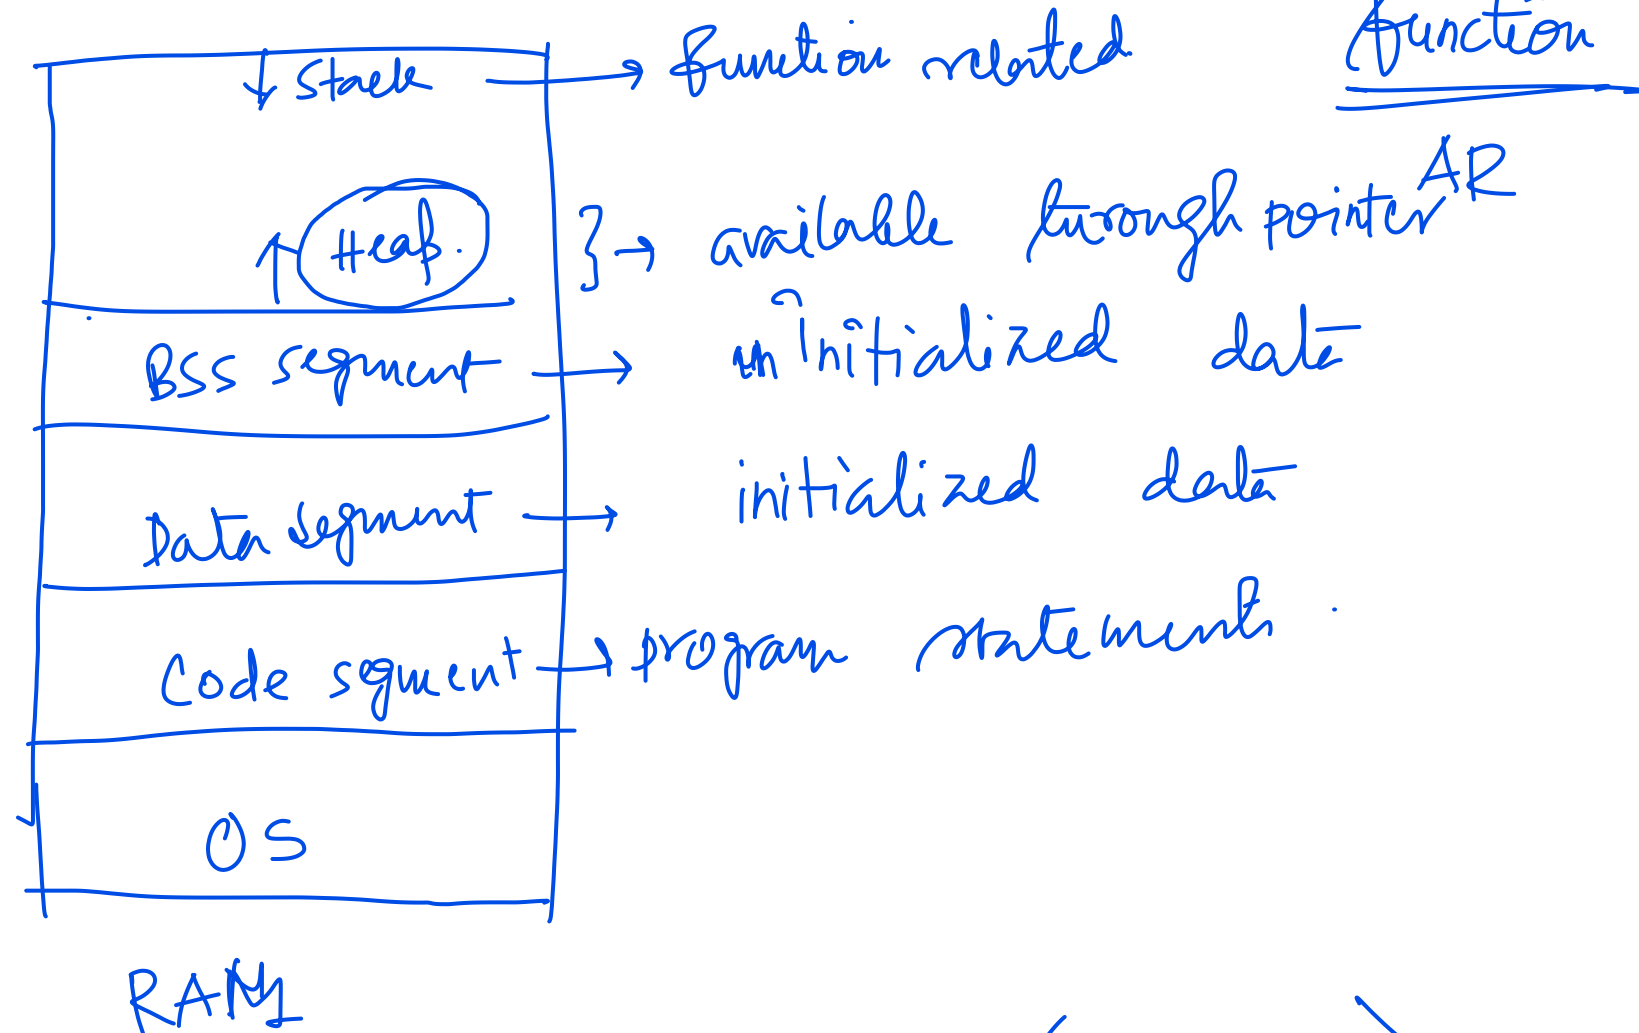 function
↓ Stack → function related
AR
↑ Heap. } → available through pointer
BSS segment → uninitialized data
Data segment → initialized data
Code segment → program statements.
OS
RAM